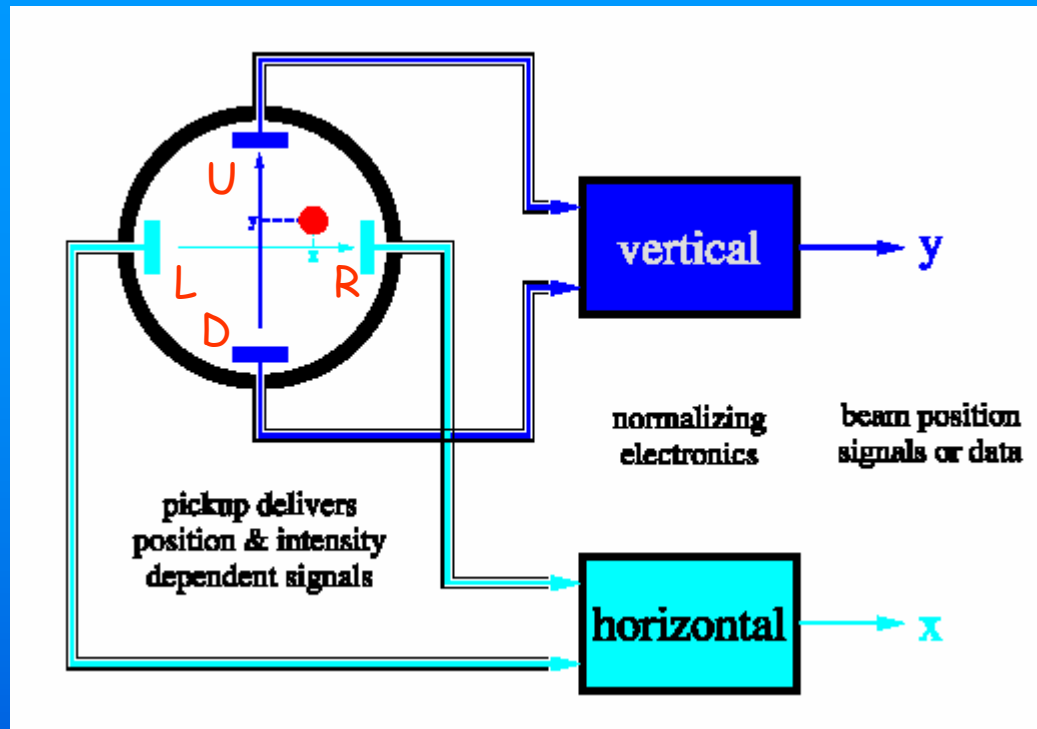 U
vertical
y
y
x
L
R
D
normalizing
electronics
beam position
signals or data
pickup delivers
position & intensity
dependent signals
horizontal
x